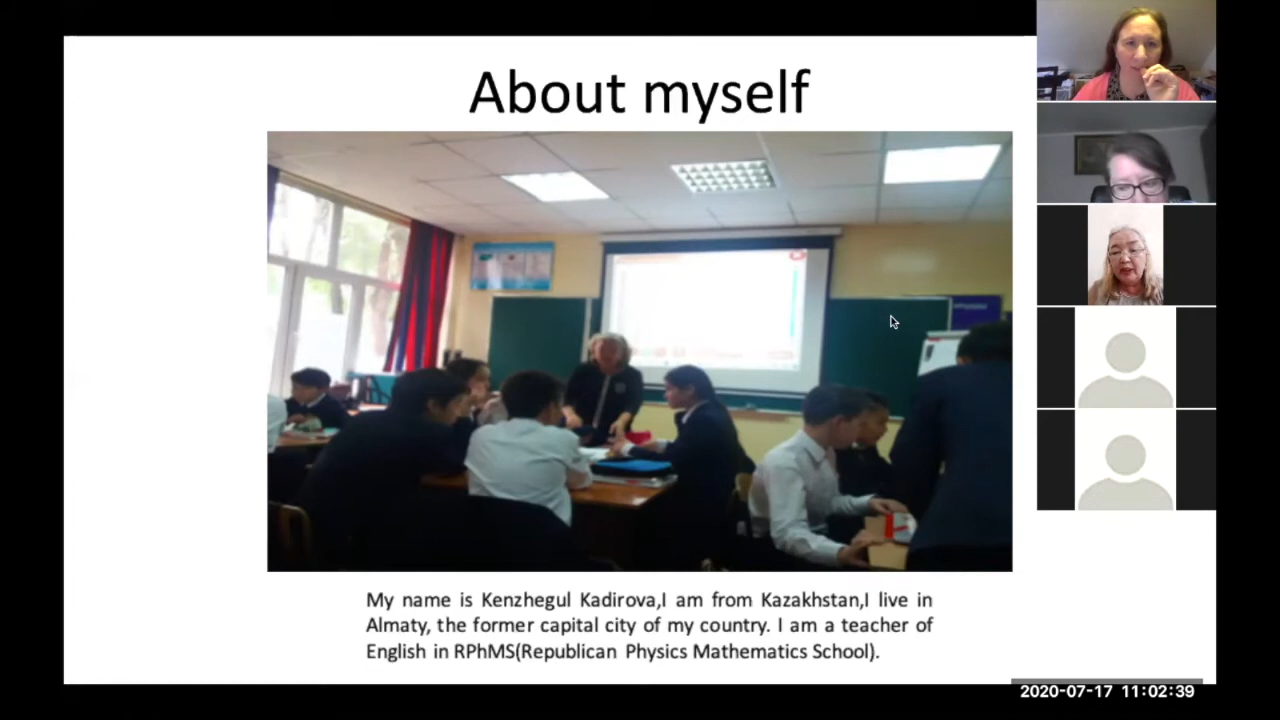 About myself
My name is Kenzhegul Kadirova,I am from Kazakhstan,I live in
Almaty, the former capital city of my country. I am a teacher of
English in RPhMS(Republican Physics Mathematics School).
2020-07-17 11:02:39